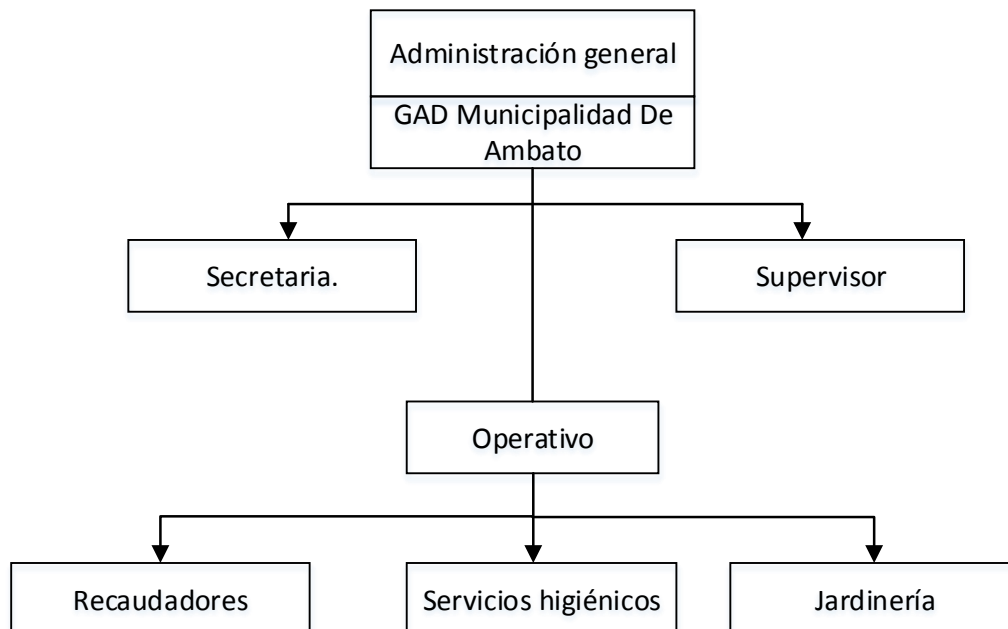 Administración general
GAD Municipalidad De
Ambato
Secretaria.
Supervisor
Operativo
Recaudadores
Servicios higiénicos
Jardinería